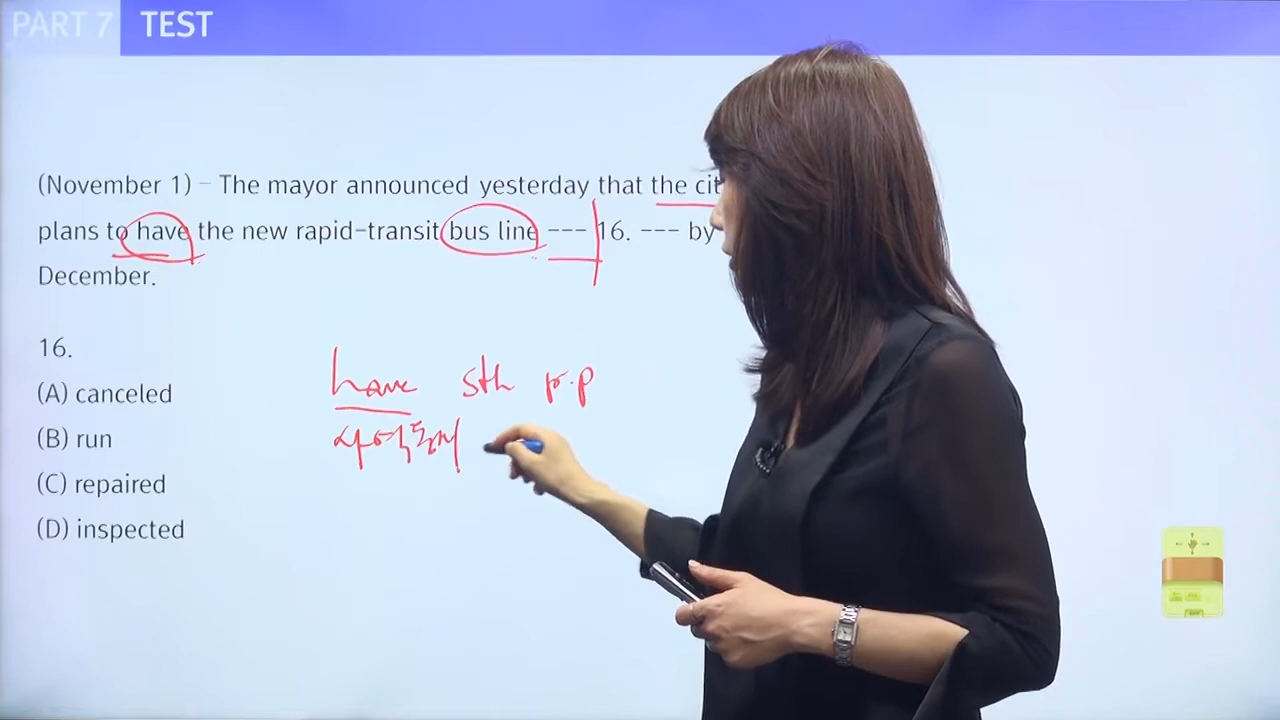 PART 7 TEST
(November 1) – The mayor announced yesterday that the cit
plans to have the new rapid-transit bus line --- 16. --- by
December.
16.
(A) canceled
(B) run
(C) repaired
(D) inspected
have sth p.p
사역동사